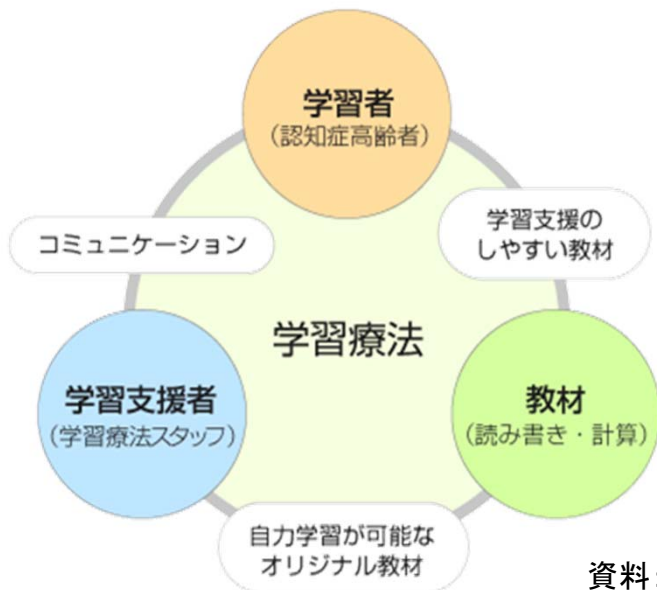 学習者
（認知症高齢者）
コミュニケーション
学習支援の
しやすい教材
学習療法
学習支援者
（学習療法スタッフ）
教材
（読み書き・計算）
自力学習が可能な
オリジナル教材
資料